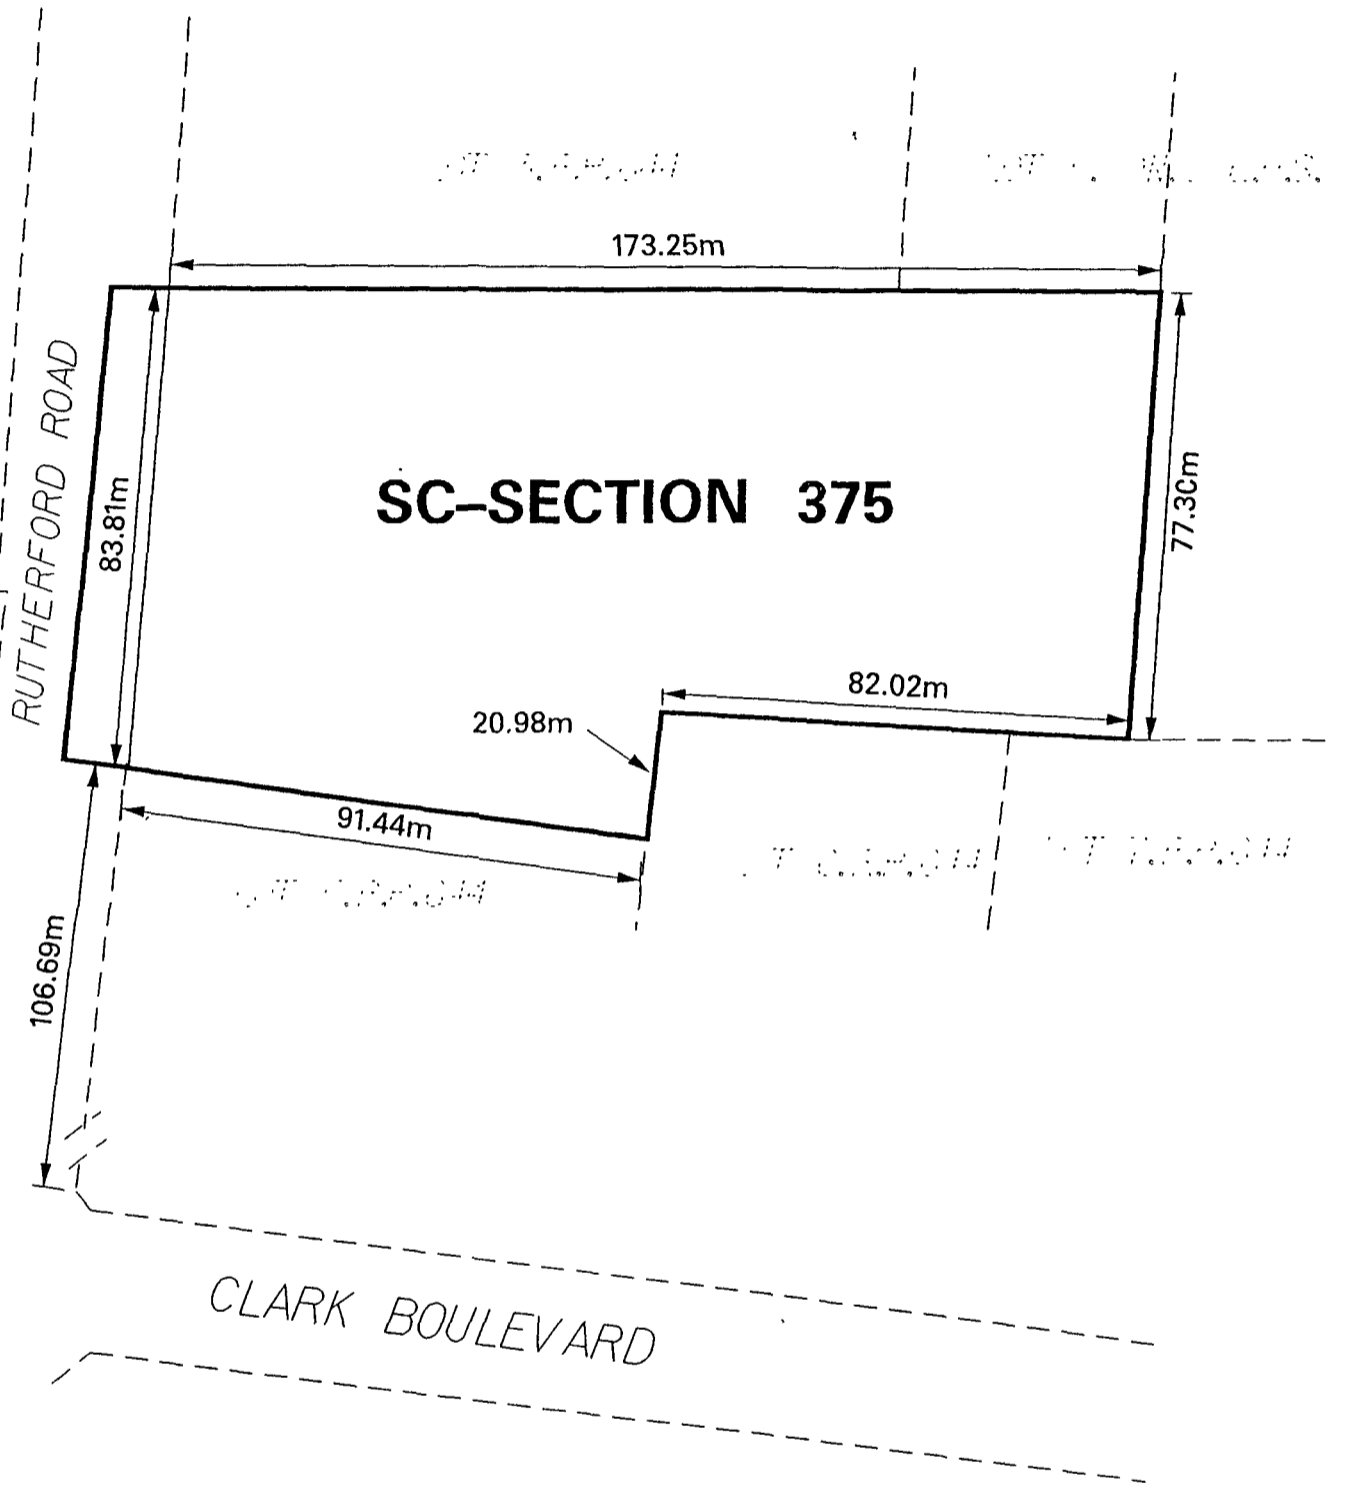 173.25m
RUTHERFORD ROAD
83.81m
SC-SECTION 375
77.3Cm
82.02m
20.98m
91.44m
106.69m
CLARK BOULEVARD